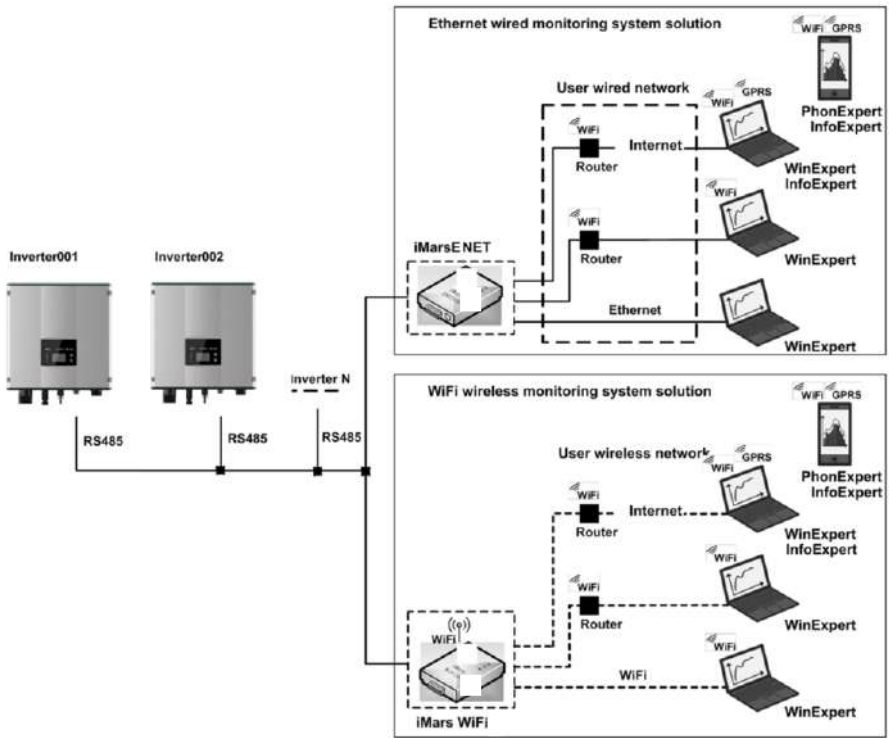 Ethernet wired monitoring system solution
WiFi GPRS
PhonExpert
InfoExpert
User wired network
WiFi GPRS
WiFi
Internet
Router
WinExpert
InfoExpert
WiFi
WiFi
Router
WinExpert
iMarsENET
Ethernet
WinExpert
Inverter001
Inverter002
Inverter N
RS485
RS485
RS485
WiFi wireless monitoring system solution
WiFi GPRS
PhonExpert
InfoExpert
User wireless network
WiFi GPRS
WiFi
Internet
Router
WinExpert
InfoExpert
WiFi
WiFi
Router
WinExpert
WiFi
WiFi
WiFi
WinExpert
iMars WiFi